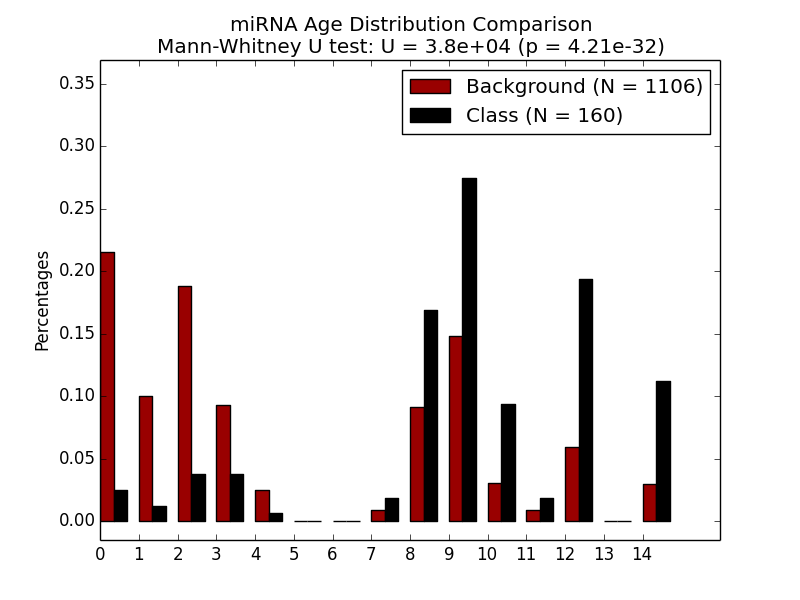 miRNA Age Distribution Comparison
Mann-Whitney U test: U = 3.8e+04 (p = 4.21e-32)
Background (N = 1106)
Class (N = 160)
Percentages
0.35
0.30
0.25
0.20
0.15
0.10
0.05
0.00
0 1 2 3 4 5 6 7 8 9 10 11 12 13 14